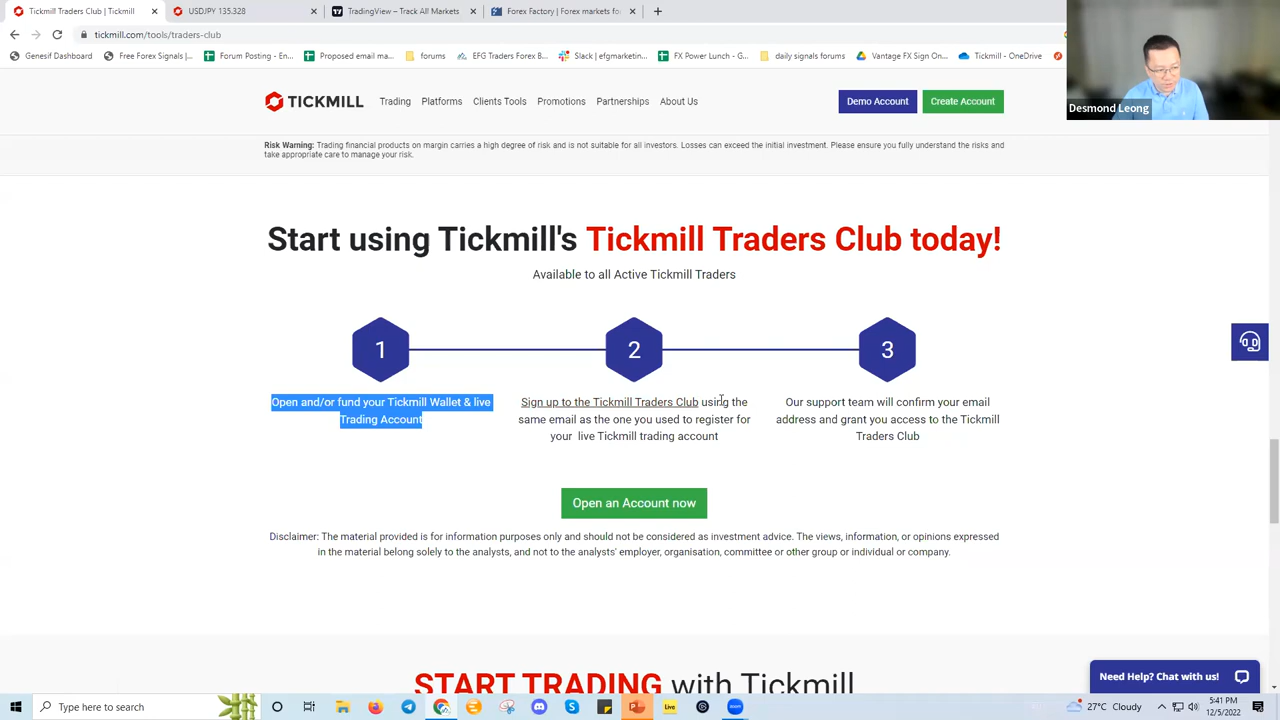 Tickmill Traders Club | Tickmill
USDJPY 135.328
TradingView – Track All Markets
Forex Factory | Forex markets for
tickmill.com/tools/traders-club
Genesif Dashboard
Free Forex Signals |...
Forum Posting - Eng...
Proposed email ma...
forums
EFG Traders Forex B...
Slack | efgmarketin...
FX Power Lunch - G...
daily signals forums
Vantage FX Sign On...
Tickmill - OneDrive
Desmond Leong
TICKMILL
Trading
Platforms
Clients Tools
Promotions
Partnerships
About Us
Demo Account
Create Account
Risk Warning: Trading financial products on margin carries a high degree of risk and is not suitable for all investors. Losses can exceed the initial investment. Please ensure you fully understand the risks and
take appropriate care to manage your risk.
Start using Tickmill's Tickmill Traders Club today!
Available to all Active Tickmill Traders
1
2
3
Open and/or fund your Tickmill Wallet & live
Trading Account
Sign up to the Tickmill Traders Club using the
same email as the one you used to register for
your live Tickmill trading account
Our support team will confirm your email
address and grant you access to the Tickmill
Traders Club
Open an Account now
Disclaimer: The material provided is for information purposes only and should not be considered as investment advice. The views, information, or opinions expressed
in the material belong solely to the analysts, and not to the analysts' employer, organisation, committee or other group or individual or company.
START TRADING with Tickmill
Need Help? Chat with us!
Type here to search
Live
zoom
27°C Cloudy
5:41 PM
12/5/2022